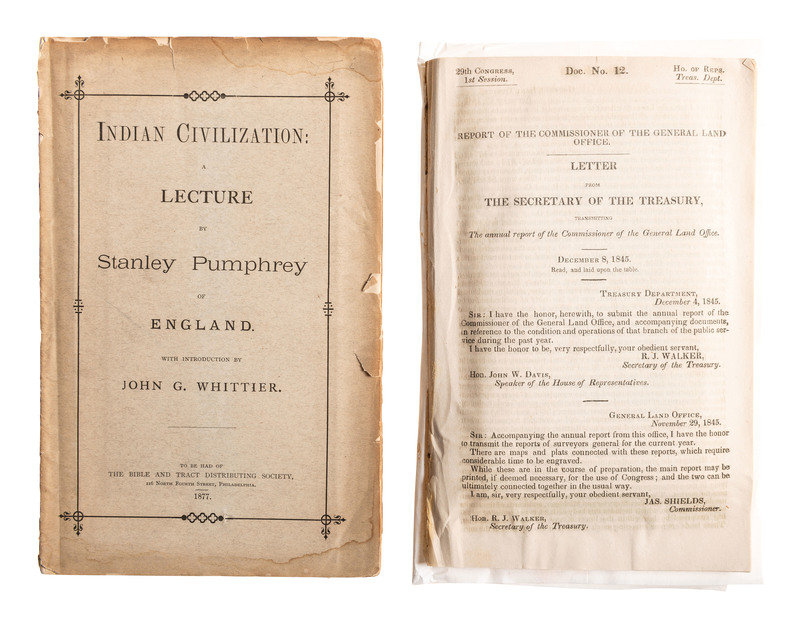 INDIAN CIVILIZATION:
A
LECTURE
BY
Stanley Pumphrey
OF
ENGLAND.
WITH INTRODUCTION BY
JOHN G. WHITTIER.
TO BE HAD OF
THE BIBLE AND TRACT DISTRIBUTING SOCIETY,
116 NORTH FOURTH STREET, PHILADELPHIA.
1877.
29th CONGRESS,
1st Session.
Doc. No. 12.
HO. OF REPS.
Treas. Dept.
REPORT OF THE COMMISSIONER OF THE GENERAL LAND
OFFICE.
LETTER
FROM
THE SECRETARY OF THE TREASURY,
TRANSMITTING
The annual report of the Commissioner of the General Land Office.
DECEMBER 8, 1845.
Read, and laid upon the table.
TREASURY DEPARTMENT,
December 4, 1845.
SIR: I have the honor, herewith, to submit the annual report of the
Commissioner of the General Land Office, and accompanying documents,
in reference to the condition and operations of that branch of the public ser-
vice during the past year.
I have the honor to be, very respectfully, your obedient servant,
R. J. WALKER,
Secretary of the Treasury.
Hon. JOHN W. DAVIS,
Speaker of the House of Representatives.
GENERAL LAND OFFICE,
November 29, 1845.
SIR: Accompanying the annual report from this office, I have the honor
to transmit the reports of surveyors general for the current year.
There are maps and plats connected with these reports, which require
considerable time to be engraved.
While these are in the course of preparation, the main report may be
printed, if deemed necessary, for the use of Congress; and the two can be
ultimately connected together in the usual way.
I am, sir, very respectfully, your obedient servant,
JAS. SHIELDS,
Commissioner.
Hon. R. J. WALKER,
Secretary of the Treasury.